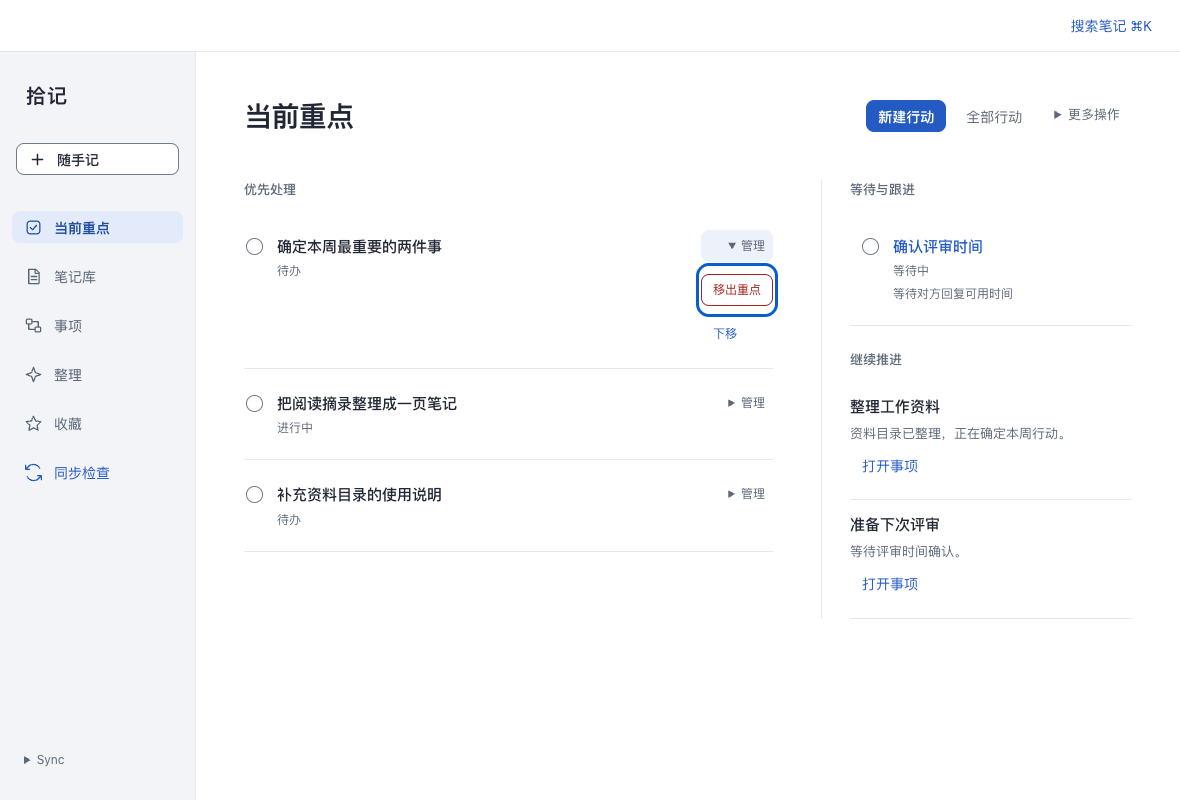 搜索笔记 ⌘K
拾记
随手记
当前重点
笔记库
事项
整理
收藏
同步检查
Sync
当前重点
新建行动
全部行动
更多操作
优先处理
确定本周最重要的两件事
待办
管理
移出重点
下移
把阅读摘录整理成一页笔记
进行中
管理
补充资料目录的使用说明
待办
管理
等待与跟进
确认评审时间
等待中
等待对方回复可用时间
继续推进
整理工作资料
资料目录已整理，正在确定本周行动。
打开事项
准备下次评审
等待评审时间确认。
打开事项